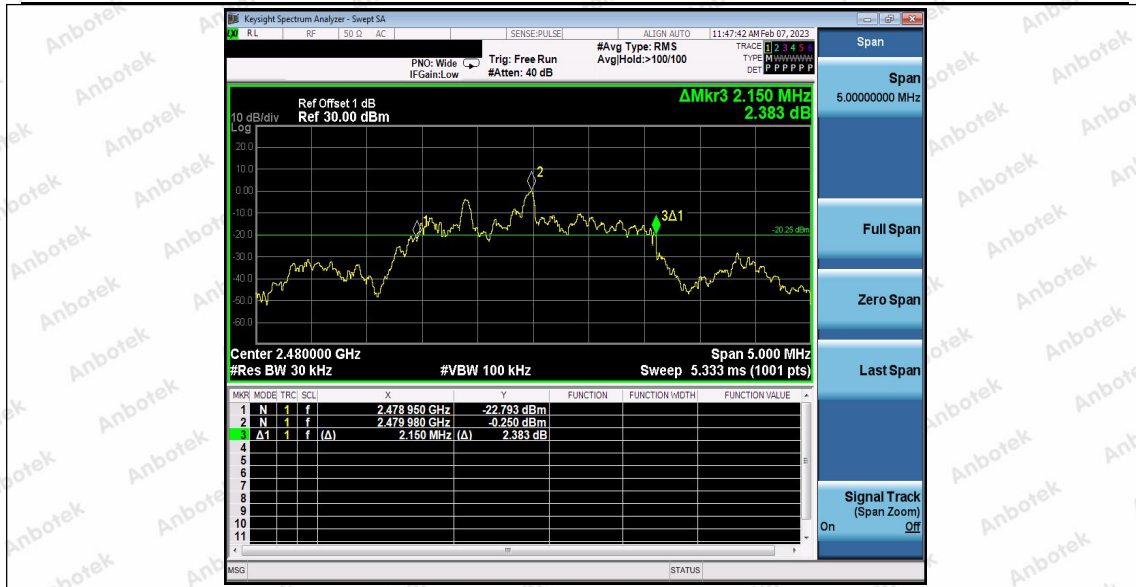 Keysight Spectrum Analyzer - Swept SA
LXI RL RF 50 Ω AC SENSE:PULSE ALIGN AUTO 11:47:42 AM Feb 07, 2023
PNO: Wide Trig: Free Run #Avg Type: RMS TRACE 1 2 3 4 5 6
IFGain:Low #Atten: 40 dB Avg|Hold:>100/100 TYPE M W W W W W
DET P P P P P P
ΔMkr3 2.150 MHz
2.383 dB
Ref Offset 1 dB
10 dB/div Ref 30.00 dBm
Log
20.0
10.0
0.00
-10.0
-20.0
-30.0
-40.0
-50.0
-60.0
1
2
3Δ1
-20.25 dBm
Center 2.480000 GHz Span 5.000 MHz
#Res BW 30 kHz #VBW 100 kHz Sweep 5.333 ms (1001 pts)
MKR MODE TRC SCL X Y FUNCTION FUNCTION WIDTH FUNCTION VALUE
1 N 1 f 2.478 950 GHz -22.793 dBm
2 N 1 f 2.479 980 GHz -0.250 dBm
3 Δ1 1 f (Δ) 2.150 MHz (Δ) 2.383 dB
4
5
6
7
8
9
10
11
MSG STATUS
Span
Span
5.00000000 MHz
Full Span
Zero Span
Last Span
Signal Track
(Span Zoom)
On Off
Anbotek